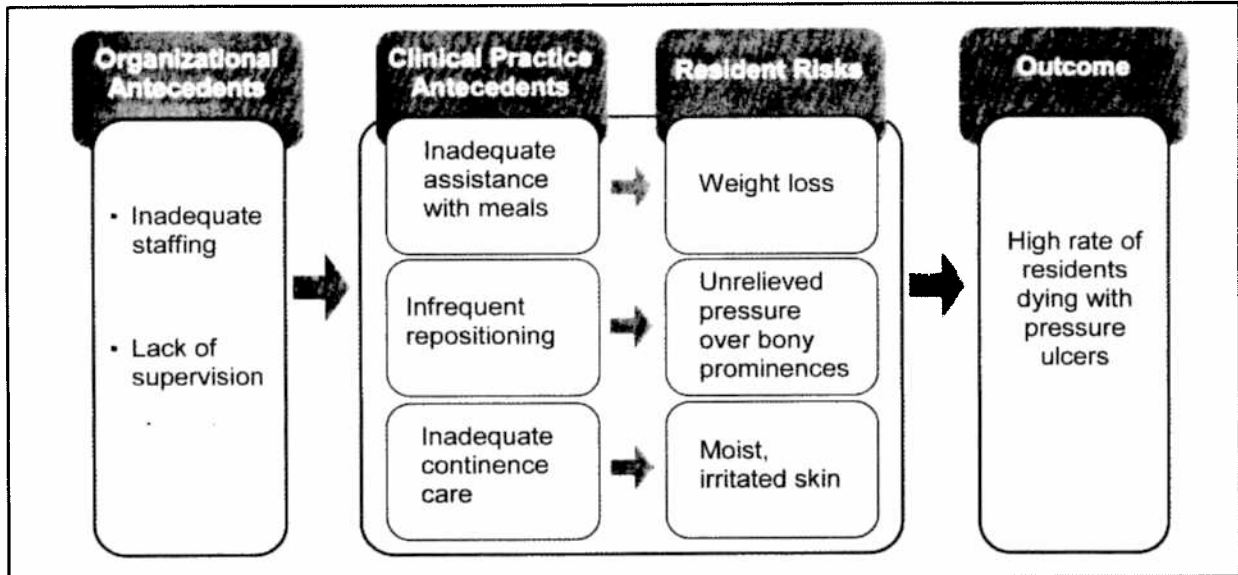 Organizational
Antecedents
• Inadequate
staffing
• Lack of
supervision
Clinical Practice
Antecedents
Resident Risks
Inadequate
assistance
with meals
Weight loss
Infrequent
repositioning
Unrelieved
pressure
over bony
prominences
Inadequate
continence
care
Moist,
irritated skin
Outcome
High rate of
residents
dying with
pressure
ulcers